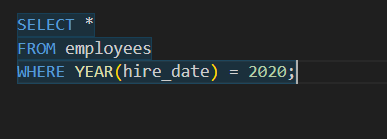 SELECT *
FROM employees
WHERE YEAR(hire_date) = 2020;